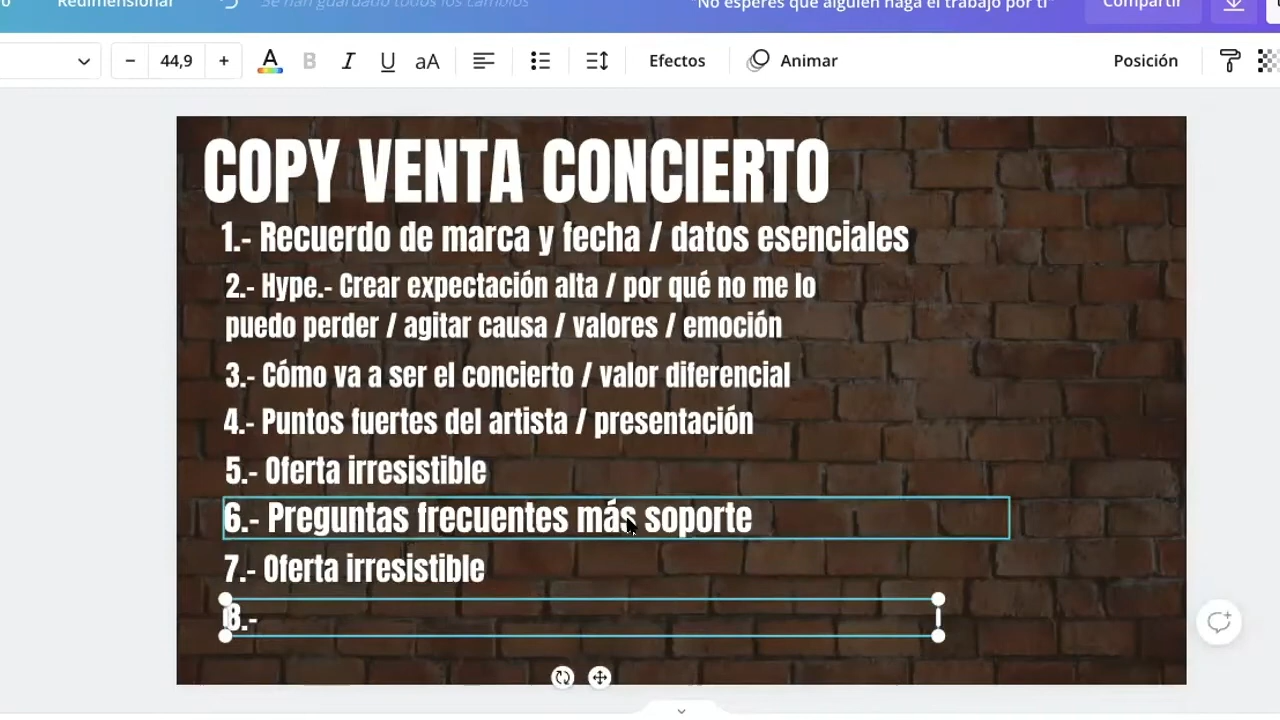 Redimensionar
Se han guardado todos los cambios
"No esperes que alguien haga el trabajo por ti"
Compartir
44,9
A
B
I
U
aA
Efectos
Animar
Posición
COPY VENTA CONCIERTO
1.- Recuerdo de marca y fecha / datos esenciales
2.- Hype.- Crear expectación alta / por qué no me lo
puedo perder / agitar causa / valores / emoción
3.- Cómo va a ser el concierto / valor diferencial
4.- Puntos fuertes del artista / presentación
5.- Oferta irresistible
6.- Preguntas frecuentes más soporte
7.- Oferta irresistible
8.-